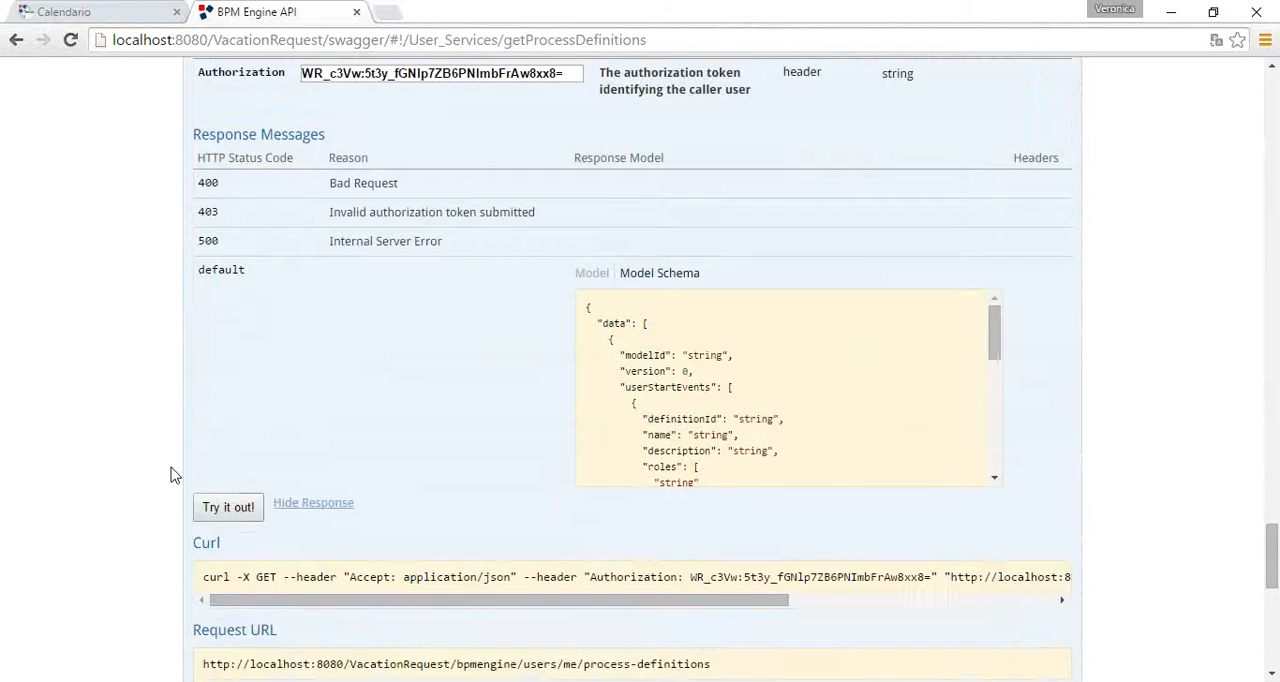 Calendario
BPM Engine API
Veronica
localhost:8080/VacationRequest/swagger/#!/User_Services/getProcessDefinitions
Authorization WR_c3Vw:5t3y_fGNlp7ZB6PNImbFrAw8xx8= The authorization token identifying the caller user header string
Response Messages
HTTP Status Code Reason Response Model Headers
400 Bad Request
403 Invalid authorization token submitted
500 Internal Server Error
default Model Model Schema
{
"data": [
{
"modelId": "string",
"version": 0,
"userStartEvents": [
{
"definitionId": "string",
"name": "string",
"description": "string",
"roles": [
"string"
Try it out! Hide Response
Curl
curl -X GET --header "Accept: application/json" --header "Authorization: WR_c3Vw:5t3y_fGNlp7ZB6PNImbFrAw8xx8=" "http://localhost:8
Request URL
http://localhost:8080/VacationRequest/bpmengine/users/me/process-definitions